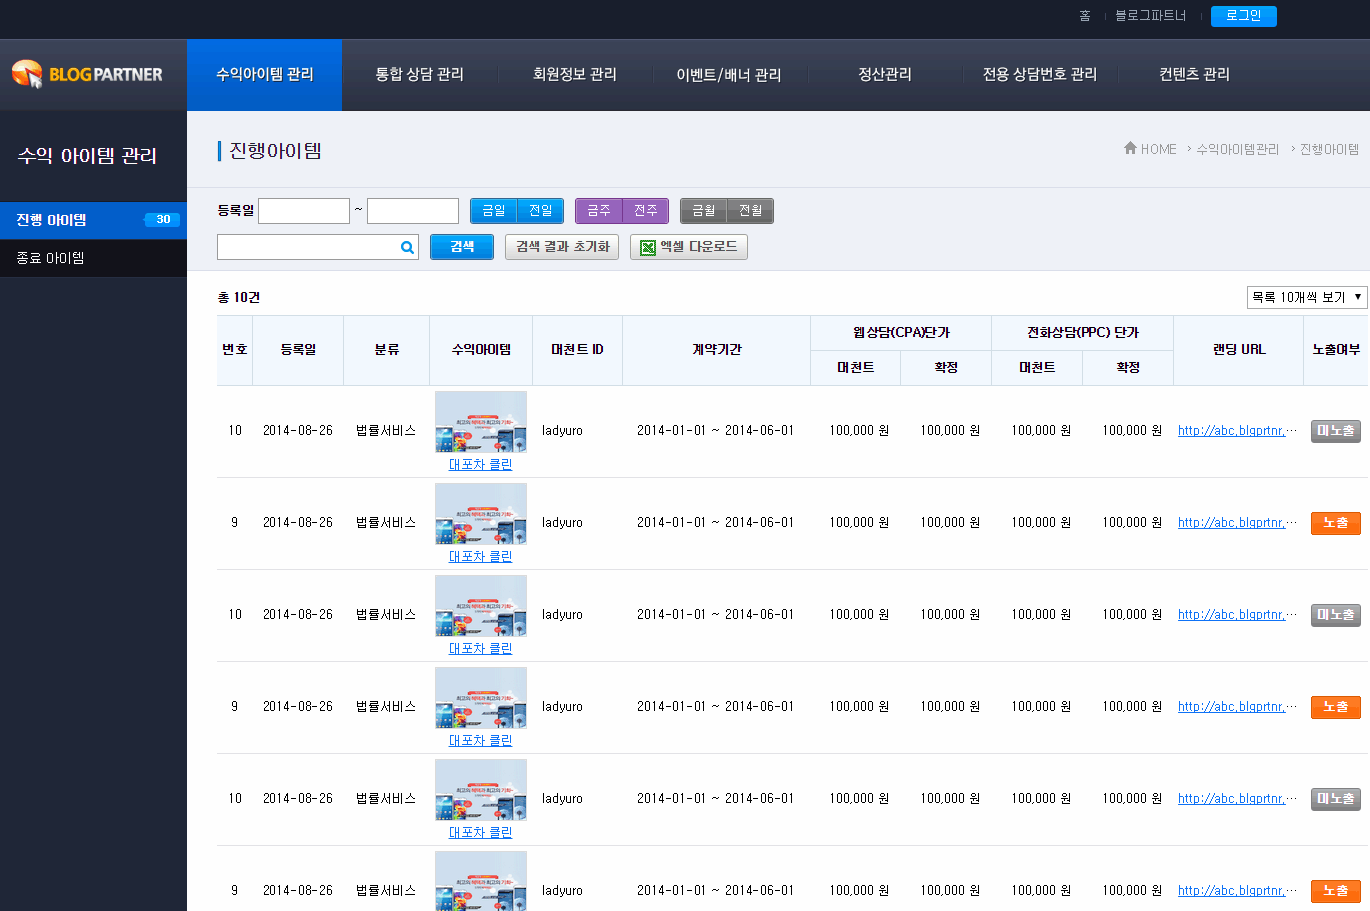 홈 블로그파트너 로그인
BLOGPARTNER 수익아이템 관리 통합 상담 관리 회원정보 관리 이벤트/배너 관리 정산관리 전용 상담번호 관리 컨텐츠 관리
수익 아이템 관리
진행 아이템 30
종료 아이템
진행아이템
HOME > 수익아이템관리 > 진행아이템
등록일 ~ 금일 전일 금주 전주 금월 전월
검색 검색 결과 초기화 엑셀 다운로드
총 10건 목록 10개씩 보기 ▼
번호 등록일 분류 수익아이템 머천트 ID 계약기간 웹상담(CPA)단가 전화상담(PPC) 단가 랜딩 URL 노출여부
머천트 확정 머천트 확정
10 2014-08-26 법률서비스 ladyuro 2014-01-01 ~ 2014-06-01 100,000 원 100,000 원 100,000 원 100,000 원 http://abc.blgprtnr.… 미노출
대포차 클린
9 2014-08-26 법률서비스 ladyuro 2014-01-01 ~ 2014-06-01 100,000 원 100,000 원 100,000 원 100,000 원 http://abc.blgprtnr.… 노출
대포차 클린
10 2014-08-26 법률서비스 ladyuro 2014-01-01 ~ 2014-06-01 100,000 원 100,000 원 100,000 원 100,000 원 http://abc.blgprtnr.… 미노출
대포차 클린
9 2014-08-26 법률서비스 ladyuro 2014-01-01 ~ 2014-06-01 100,000 원 100,000 원 100,000 원 100,000 원 http://abc.blgprtnr.… 노출
대포차 클린
10 2014-08-26 법률서비스 ladyuro 2014-01-01 ~ 2014-06-01 100,000 원 100,000 원 100,000 원 100,000 원 http://abc.blgprtnr.… 미노출
대포차 클린
9 2014-08-26 법률서비스 ladyuro 2014-01-01 ~ 2014-06-01 100,000 원 100,000 원 100,000 원 100,000 원 http://abc.blgprtnr.… 노출